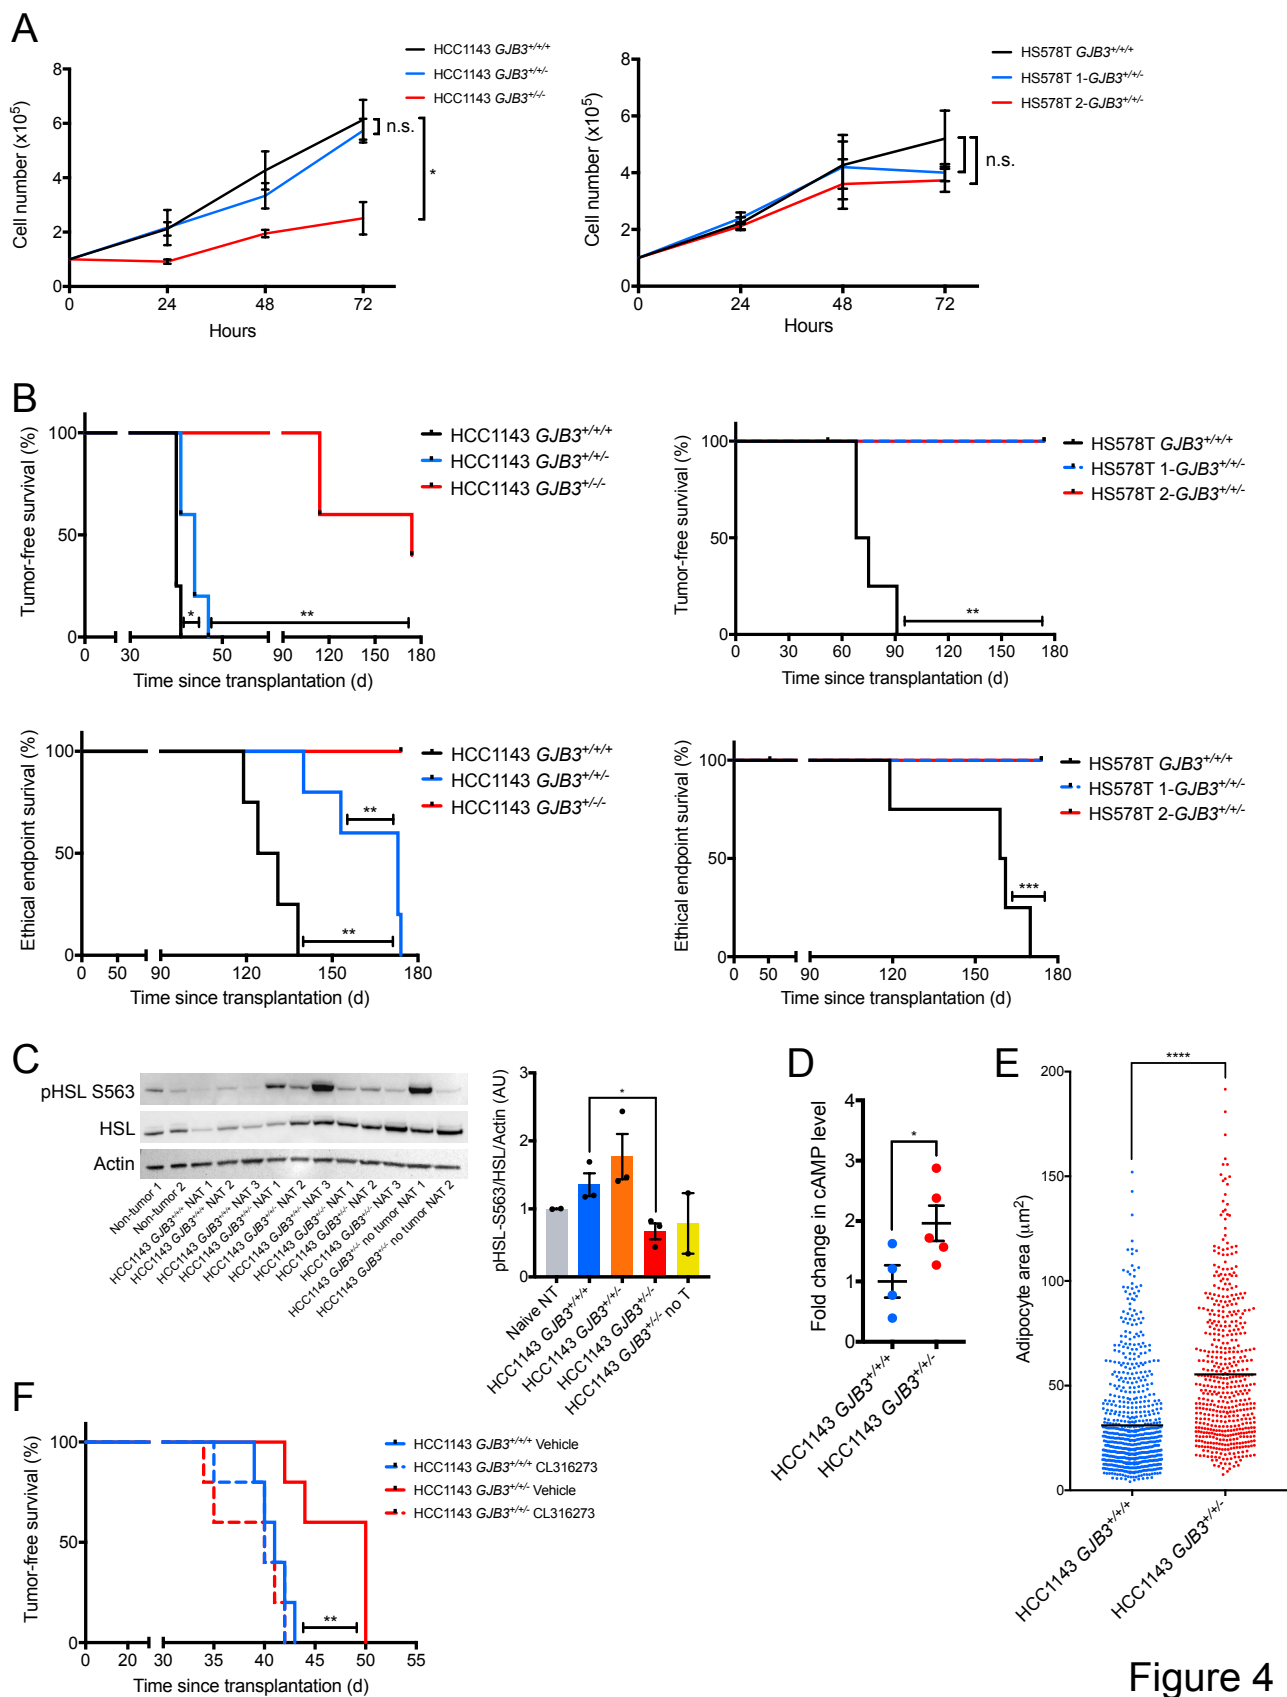 A
HCC1143 GJB3+/+/+
HCC1143 GJB3+/+/-
HCC1143 GJB3+/-/-
Cell number (x10⁵)
8
6
4
2
0
n.s.
*
0 24 48 72
Hours
HS578T GJB3+/+/+
HS578T 1-GJB3+/+/-
HS578T 2-GJB3+/+/-
Cell number (x10⁵)
8
6
4
2
0
n.s.
0 24 48 72
Hours
B
HCC1143 GJB3+/+/+
HCC1143 GJB3+/+/-
HCC1143 GJB3+/-/-
Tumor-free survival (%)
100
50
0
* **
0 30 50 90 120 150 180
Time since transplantation (d)
HS578T GJB3+/+/+
HS578T 1-GJB3+/+/-
HS578T 2-GJB3+/+/-
Tumor-free survival (%)
100
50
0
**
0 30 60 90 120 150 180
Time since transplantation (d)
HCC1143 GJB3+/+/+
HCC1143 GJB3+/+/-
HCC1143 GJB3+/-/-
Ethical endpoint surival (%)
100
50
0
**
**
0 50 90 120 150 180
Time since transplantation (d)
HS578T GJB3+/+/+
HS578T 1-GJB3+/+/-
HS578T 2-GJB3+/+/-
Ethical endpoint survival (%)
100
50
0
***
0 50 90 120 150 180
Time since transplantation (d)
C
pHSL S563
HSL
Actin
Non-tumor 1
Non-tumor 2
HCC1143 GJB3+/+/+ NAT 1
HCC1143 GJB3+/+/+ NAT 2
HCC1143 GJB3+/+/+ NAT 3
HCC1143 GJB3+/+/- NAT 1
HCC1143 GJB3+/+/- NAT 2
HCC1143 GJB3+/+/- NAT 3
HCC1143 GJB3+/-/- NAT 1
HCC1143 GJB3+/-/- NAT 2
HCC1143 GJB3+/-/- NAT 3
HCC1143 GJB3+/-/- no tumor NAT 1
HCC1143 GJB3+/-/- no tumor NAT 2
pHSL-S563/HSL/Actin (AU)
3
2
1
0
*
Naive NT
HCC1143 GJB3+/+/+
HCC1143 GJB3+/+/-
HCC1143 GJB3+/-/-
HCC1143 GJB3+/-/- no T
D
Fold change in cAMP level
4
3
2
1
0
*
HCC1143 GJB3+/+/+
HCC1143 GJB3+/+/-
E
Adipocyte area (μm²)
200
150
100
50
0
****
HCC1143 GJB3+/+/+
HCC1143 GJB3+/+/-
F
HCC1143 GJB3+/+/+ Vehicle
HCC1143 GJB3+/+/+ CL316273
HCC1143 GJB3+/+/- Vehicle
HCC1143 GJB3+/+/- CL316273
Tumor-free survival (%)
100
50
0
**
0 20 30 35 40 45 50 55
Time since transplantation (d)
Figure 4